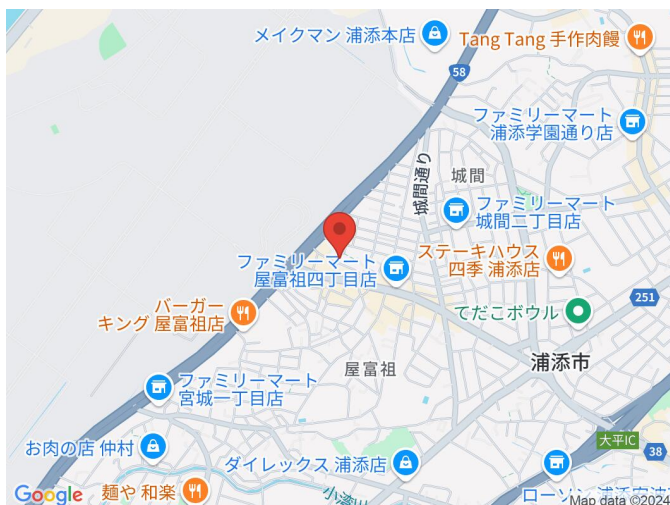 メイクマン 浦添本店
Tang Tang 手作肉饅
58
ファミリーマート
浦添学園通り店
城間通り
城間
ファミリーマート
城間二丁目店
ファミリーマート
屋富祖四丁目店
ステーキハウス
四季 浦添店
バーガー
キング 屋富祖店
てだこボウル
251
屋富祖
浦添市
ファミリーマート
宮城一丁目店
大平IC
お肉の店 仲村
38
ダイレックス 浦添店
Google
麺や 和楽
小湾川
Map data ©2024